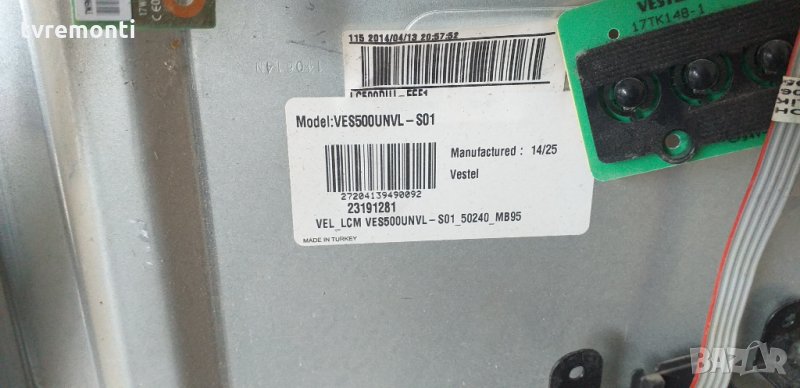 tvremonti
115 2014/04/13 20:57:52
Model:VES500UNVL-S01
Manufactured : 14/25
Vestel
27204139490092
23191281
VEL_LCM VES500UNVL-S01_50240_MB95
MADE IN TURKEY
17TK148-1
BAZAR